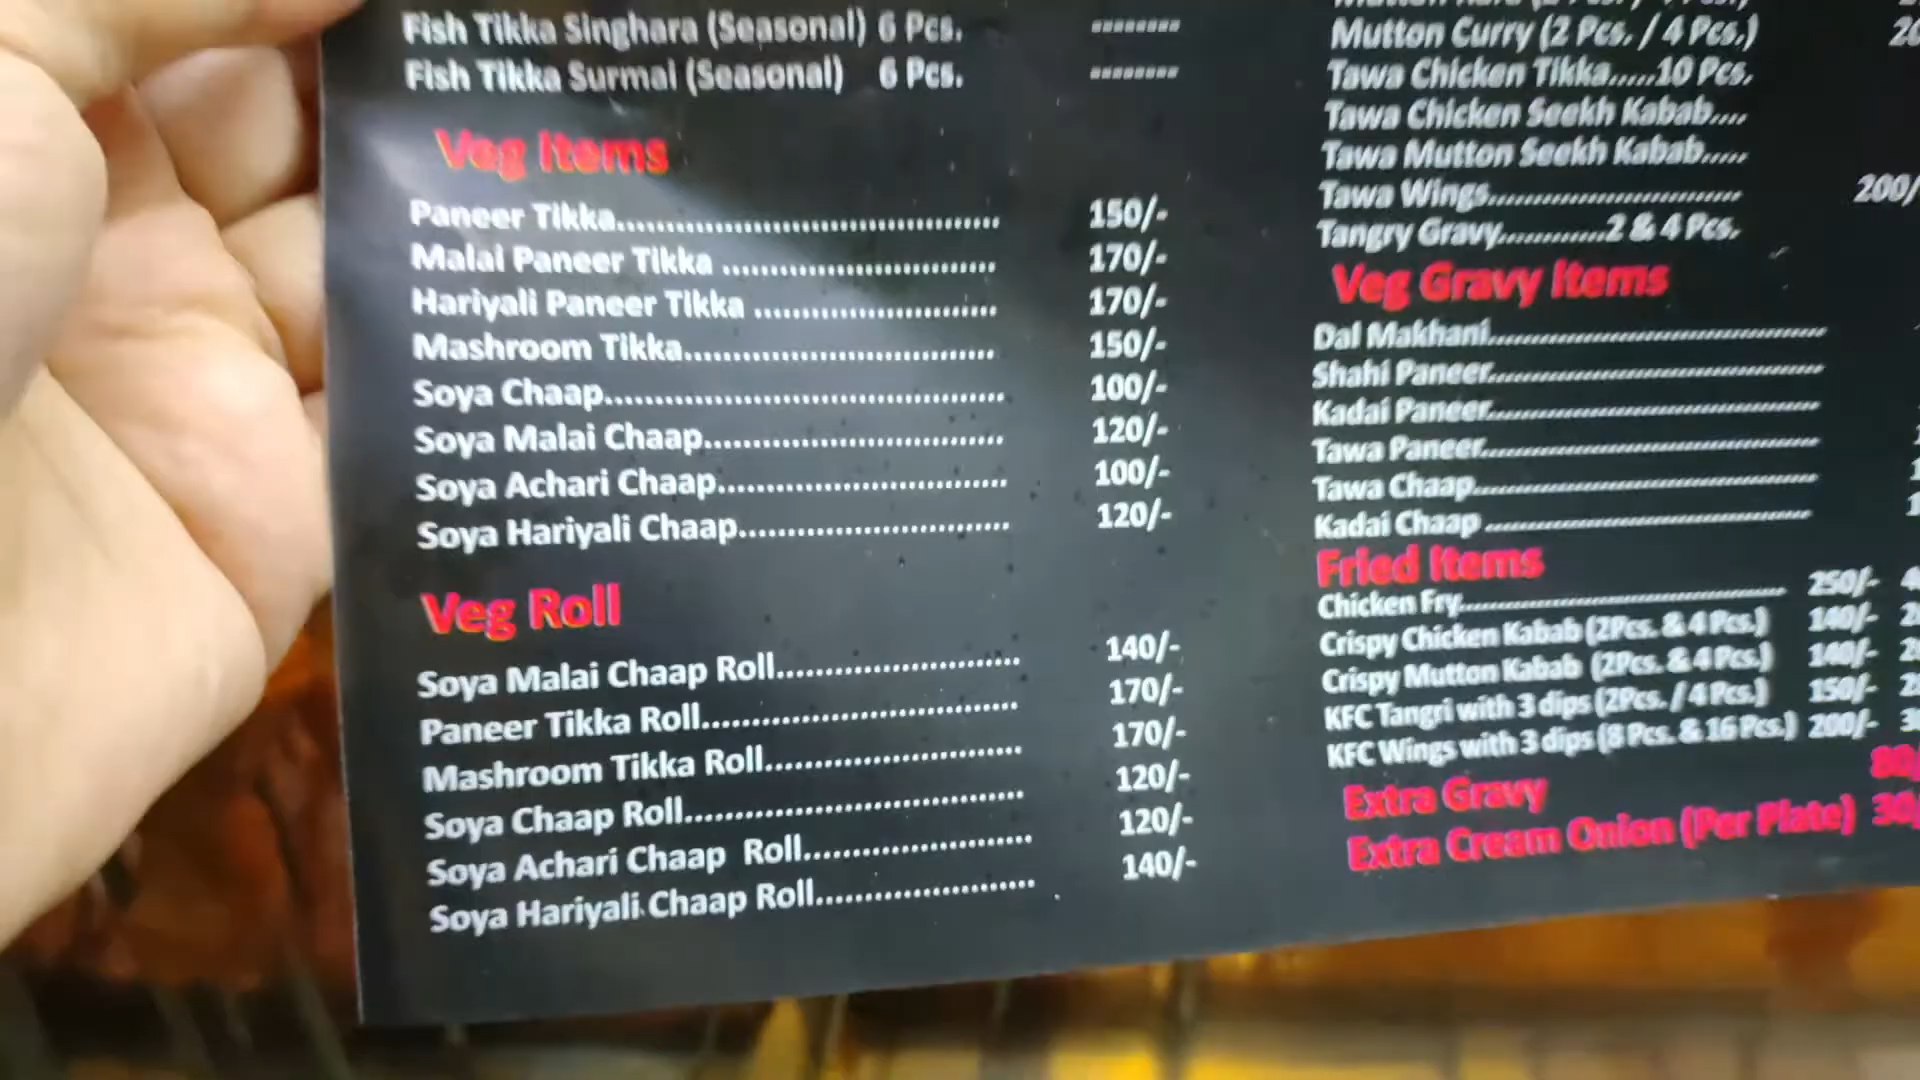 Fish Tikka Singhara (Seasonal) 6 Pcs. --------
Fish Tikka Surmai (Seasonal) 6 Pcs. --------
Veg Items
Paneer Tikka........................................ 150/-
Malai Paneer Tikka ............................. 170/-
Hariyali Paneer Tikka .......................... 170/-
Mashroom Tikka................................. 150/-
Soya Chaap.......................................... 100/-
Soya Malai Chaap................................ 120/-
Soya Achari Chaap............................... 100/-
Soya Hariyali Chaap............................. 120/-
Veg Roll
Soya Malai Chaap Roll.......................... 140/-
Paneer Tikka Roll................................. 170/-
Mashroom Tikka Roll........................... 170/-
Soya Chaap Roll.................................... 120/-
Soya Achari Chaap  Roll........................ 120/-
Soya Hariyali Chaap Roll....................... 140/-
Mutton Curry (2 Pcs. / 4 Pcs.)
Tawa Chicken Tikka.....10 Pcs.
Tawa Chicken Seekh Kabab....
Tawa Mutton Seekh Kabab.....
Tawa Wings............................... 200/
Tangry Gravy.............2 & 4 Pcs.
Veg Gravy Items
Dal Makhani..........................................
Shahi Paneer..........................................
Kadai Paneer..........................................
Tawa Paneer..........................................
Tawa Chaap..........................................
Kadai Chaap ..........................................
Fried Items
Chicken Fry.......................................... 250/-
Crispy Chicken Kabab (2Pcs. & 4 Pcs.) 140/-
Crispy Mutton Kabab (2Pcs. & 4 Pcs.) 140/-
KFC Tangri with 3 dips (2Pcs. / 4 Pcs.) 150/-
KFC Wings with 3 dips (8 Pcs. & 16 Pcs.) 200/-
Extra Gravy 80/
Extra Cream Onion (Per Plate) 30/